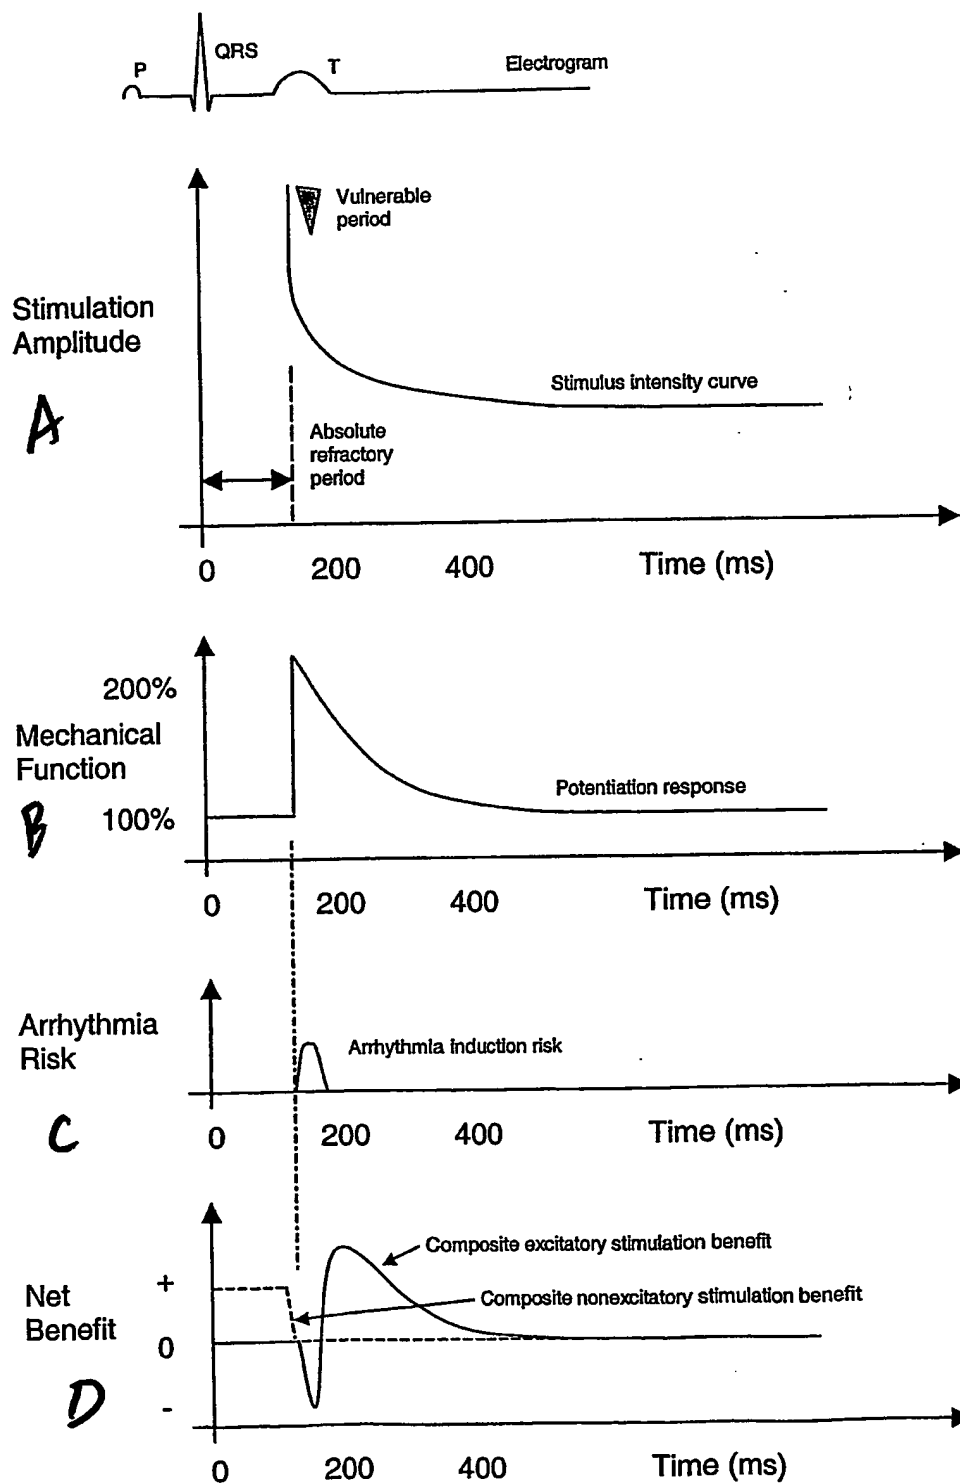 P
QRS
T
Electrogram
Vulnerable
period
Stimulation
Amplitude
Stimulus intensity curve
A
Absolute
refractory
period
0 200 400 Time (ms)
200%
Mechanical
Function
Potentiation response
B
100%
0 200 400 Time (ms)
Arrhythmia
Risk
Arrhythmia induction risk
C
0 200 400 Time (ms)
Composite excitatory stimulation benefit
+
Composite nonexcitatory stimulation benefit
Net
Benefit
0
D
-
0 200 400 Time (ms)